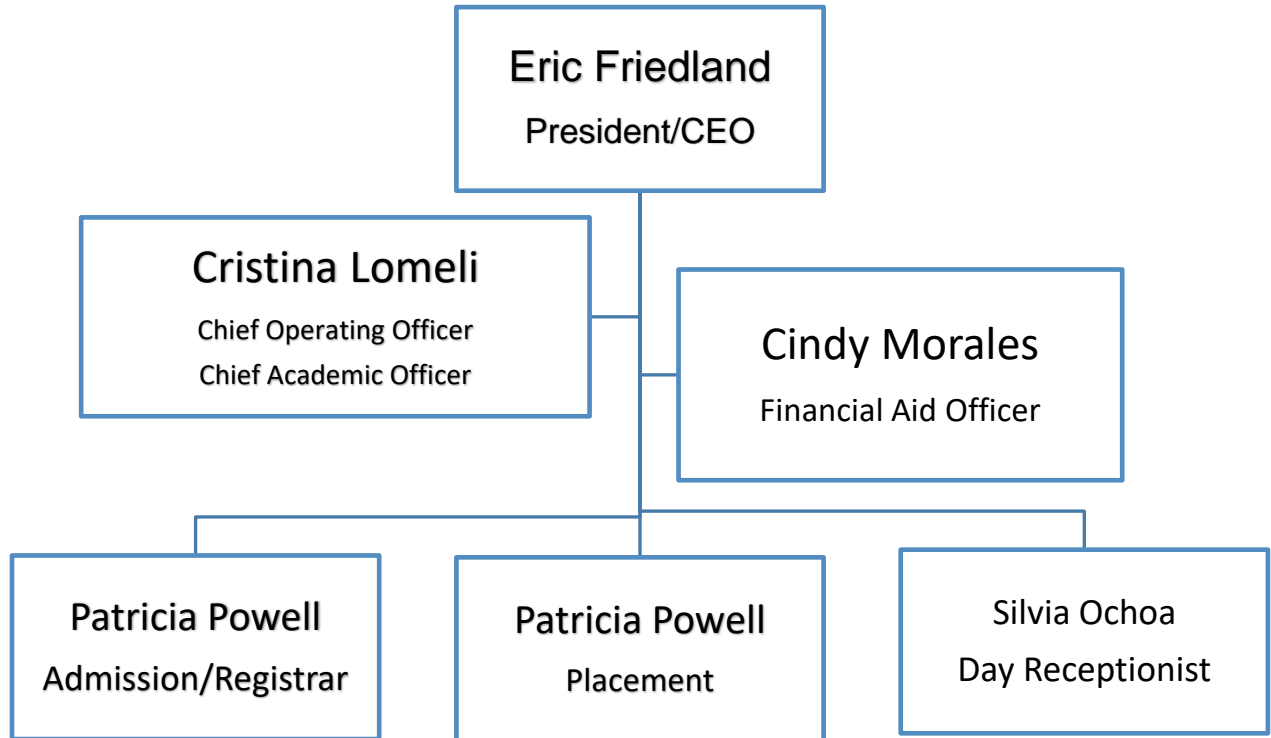 Eric Friedland
President/CEO
Cristina Lomeli
Chief Operating Officer
Chief Academic Officer
Cindy Morales
Financial Aid Officer
Patricia Powell
Admission/Registrar
Patricia Powell
Placement
Silvia Ochoa
Day Receptionist